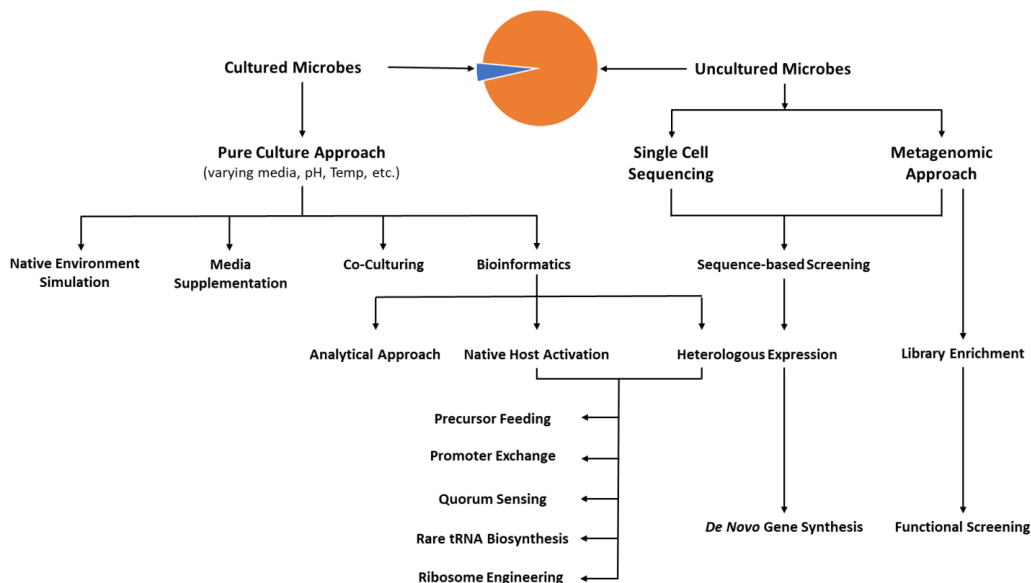 Cultured Microbes
Uncultured Microbes
Pure Culture Approach
(varying media, pH, Temp, etc.)
Single Cell
Sequencing
Metagenomic
Approach
Native Environment
Simulation
Media
Supplementation
Co-Culturing
Bioinformatics
Sequence-based Screening
Analytical Approach
Native Host Activation
Heterologous Expression
Library Enrichment
Precursor Feeding
Promoter Exchange
Quorum Sensing
Rare tRNA Biosynthesis
Ribosome Engineering
De Novo Gene Synthesis
Functional Screening